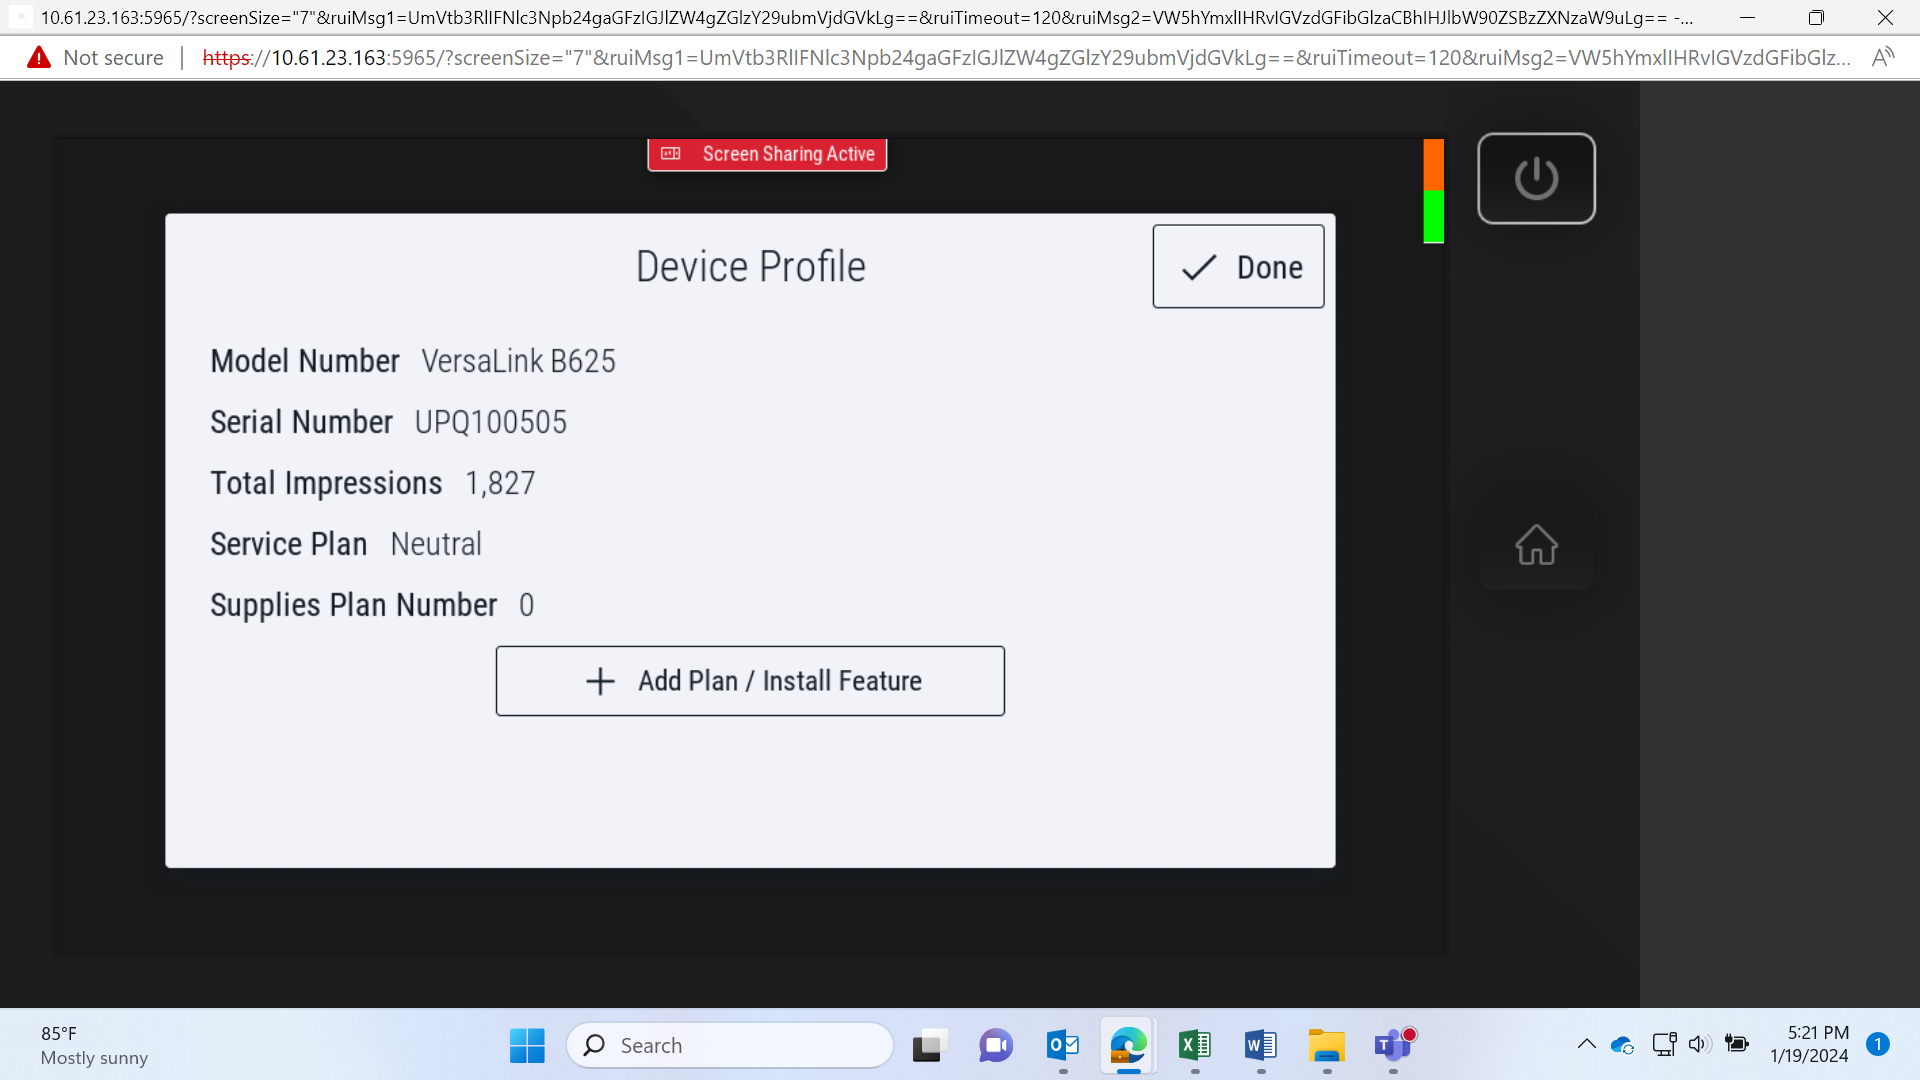 10.61.23.163:5965/?screenSize="7"&ruiMsg1=UmVtb3RlIFNlc3Npb24gaGFzIGJlZW4gZGlzY29ubmVjdGVkLg==&ruiTimeout=120&ruiMsg2=VW5hYmxlIHRvIGVzdGFibGlzaCBhIHJlbW90ZSBzZXNzaW9uLg== -...
Not secure
https://10.61.23.163:5965/?screenSize="7"&ruiMsg1=UmVtb3RlIFNlc3Npb24gaGFzIGJlZW4gZGlzY29ubmVjdGVkLg==&ruiTimeout=120&ruiMsg2=VW5hYmxlIHRvIGVzdGFibGlz...
Screen Sharing Active
Device Profile
Done
Model Number VersaLink B625
Serial Number UPQ100505
Total Impressions 1,827
Service Plan Neutral
Supplies Plan Number 0
Add Plan / Install Feature
85°F
Mostly sunny
Search
5:21 PM
1/19/2024
1